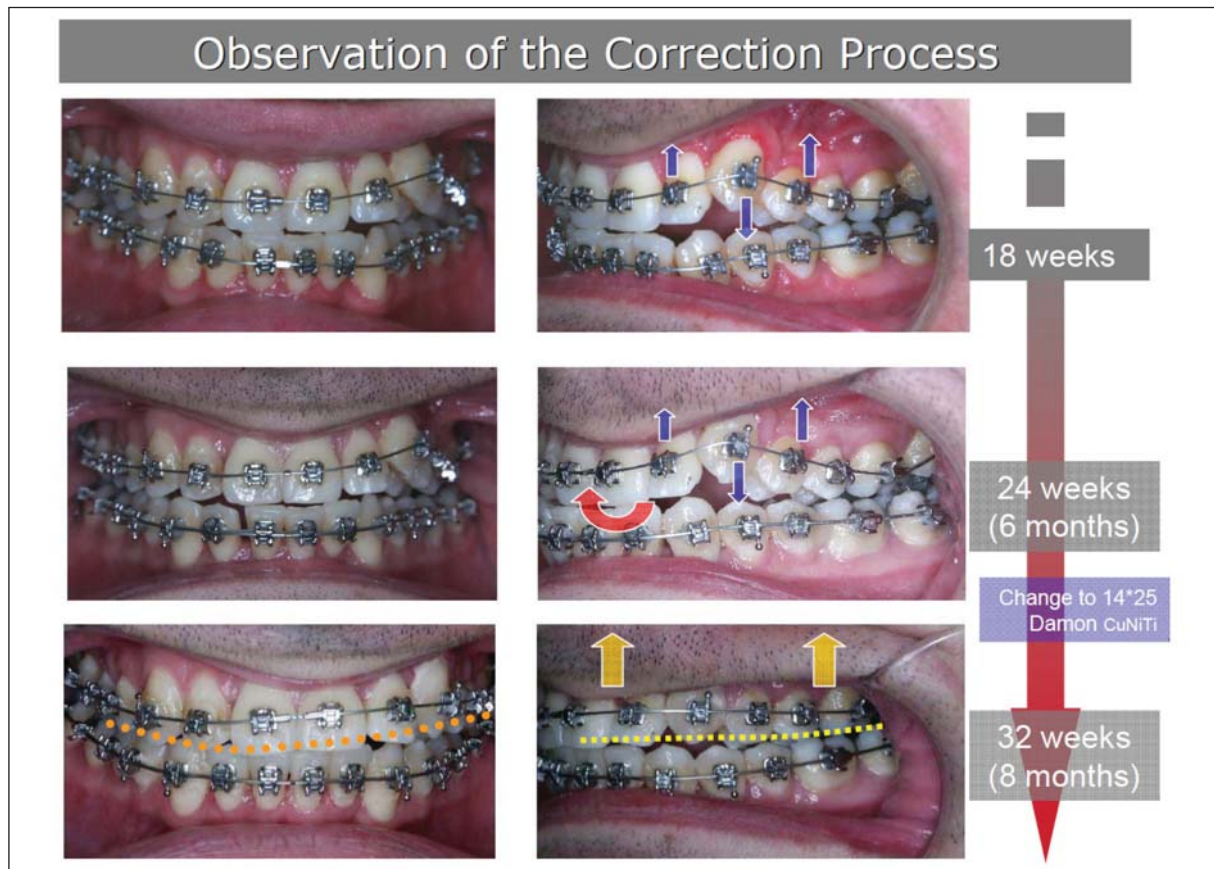 Observation of the Correction Process
18 weeks
24 weeks
(6 months)
Change to 14*25
Damon CuNiTi
32 weeks
(8 months)